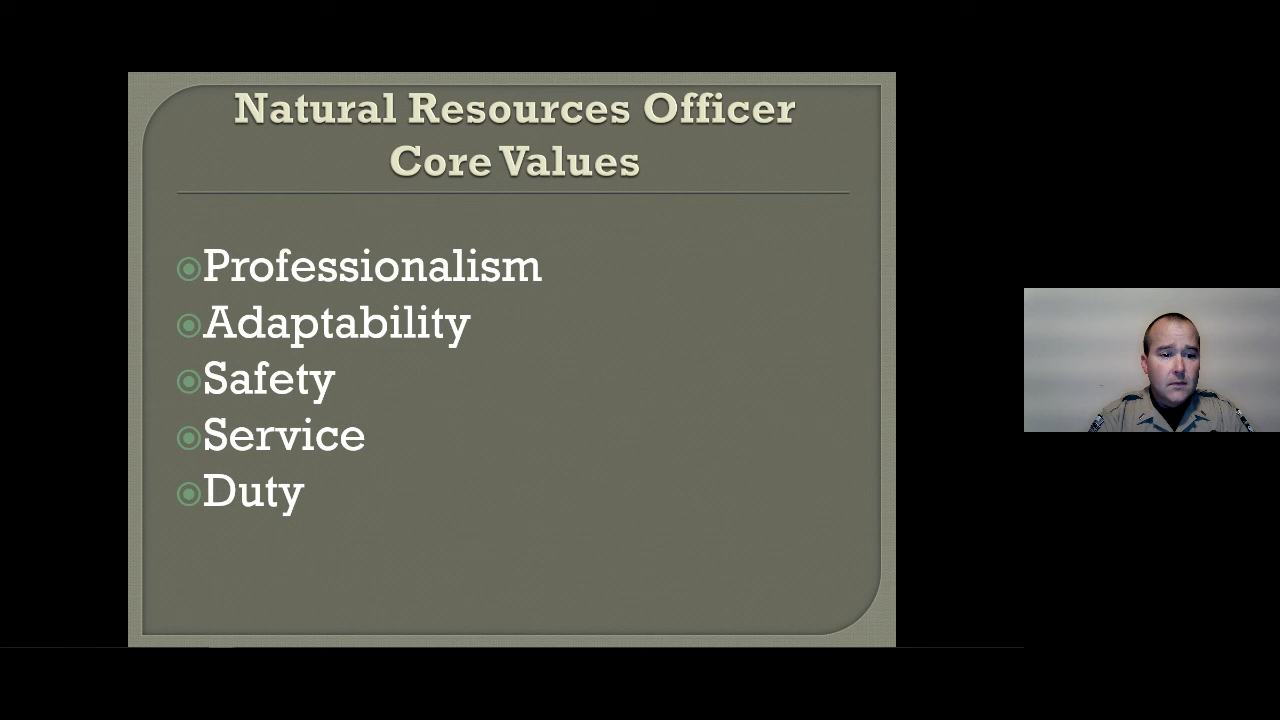 Natural Resources Officer
Core Values
Professionalism
Adaptability
Safety
Service
Duty